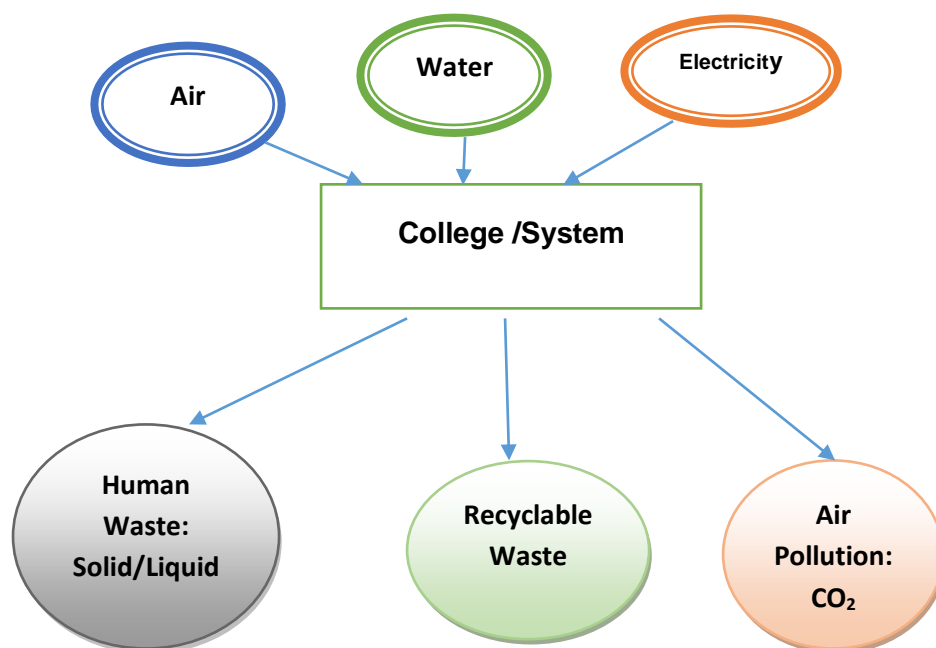 Air
Water
Electricity
College /System
Human
Waste:
Solid/Liquid
Recyclable
Waste
Air
Pollution:
CO₂